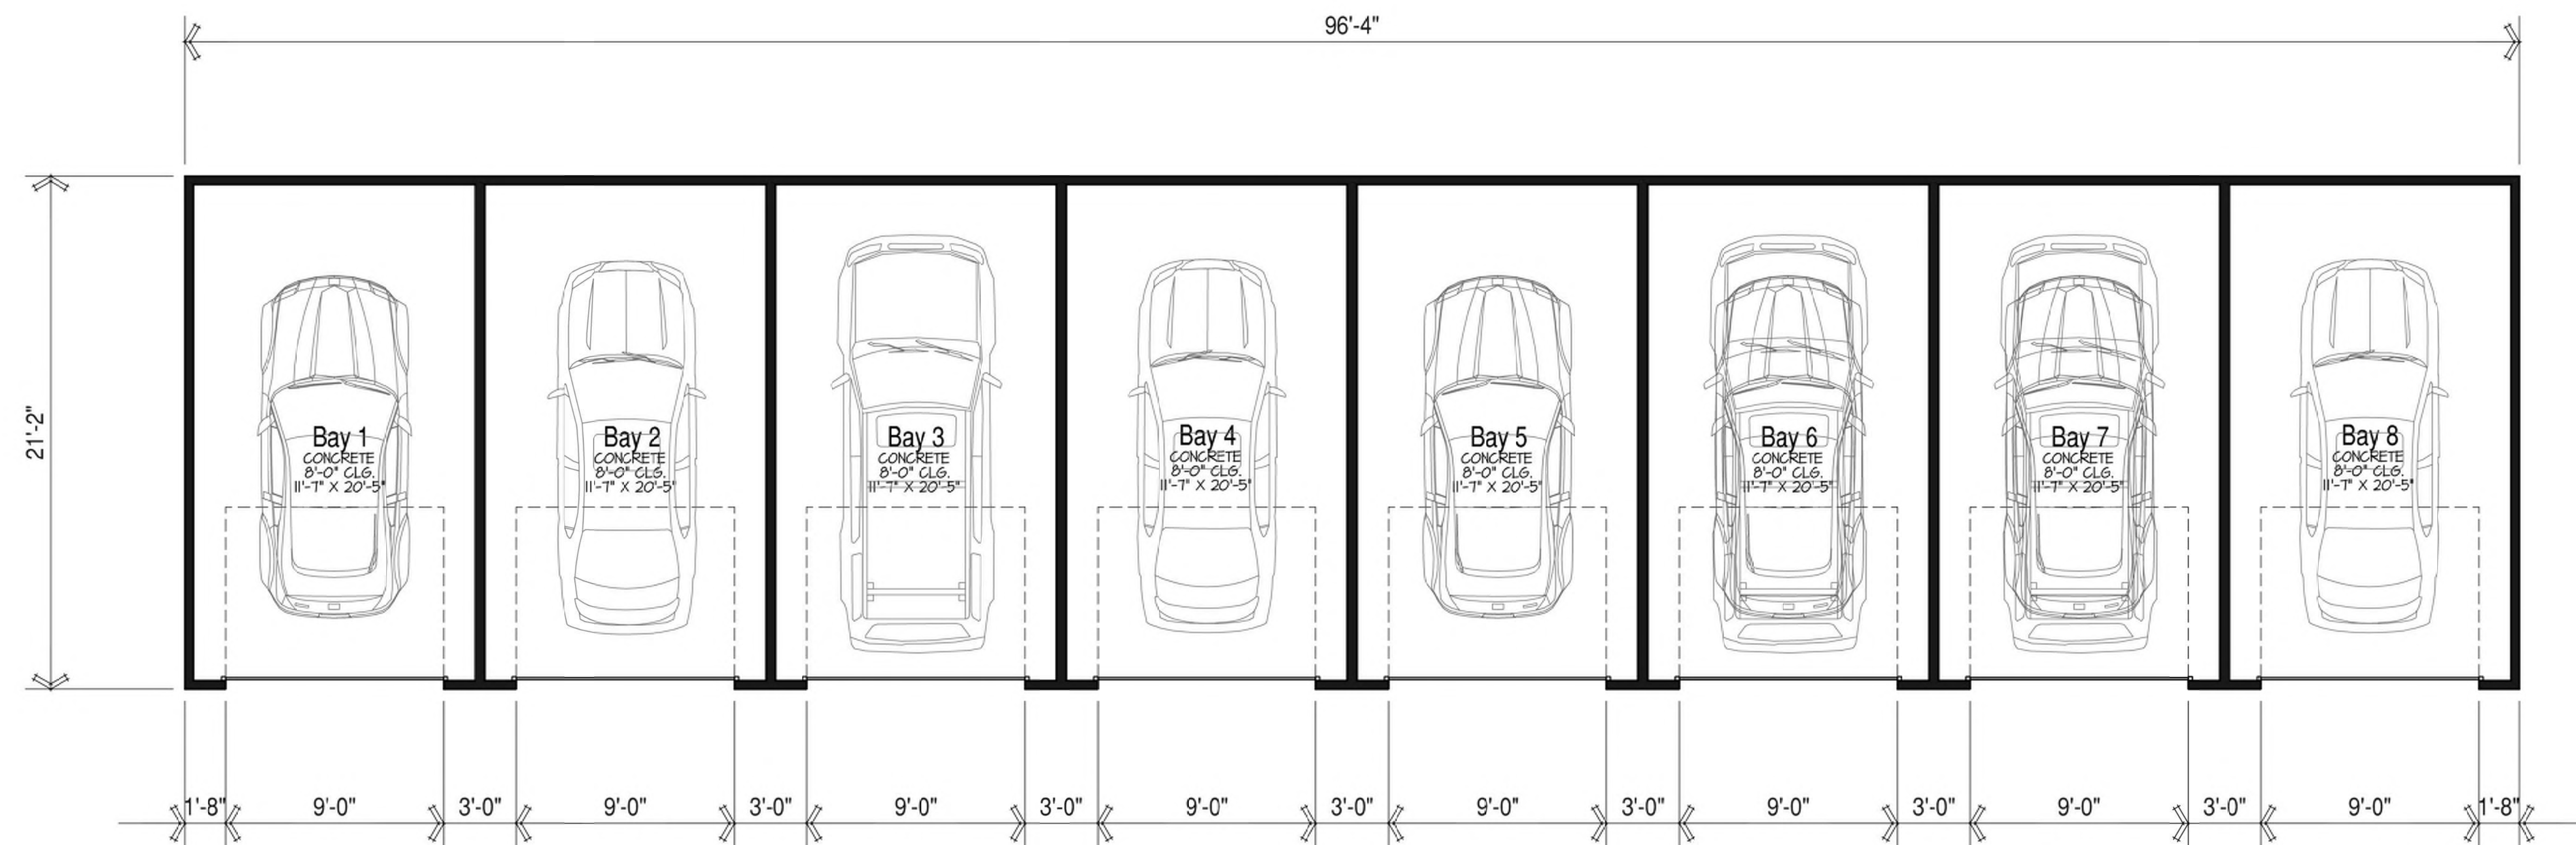 96'-4"
21'-2"
Bay 1
CONCRETE
8'-0" CLG.
11'-7" X 20'-5"
Bay 2
CONCRETE
8'-0" CLG.
11'-7" X 20'-5"
Bay 3
CONCRETE
8'-0" CLG.
11'-7" X 20'-5"
Bay 4
CONCRETE
8'-0" CLG.
11'-7" X 20'-5"
Bay 5
CONCRETE
8'-0" CLG.
11'-7" X 20'-5"
Bay 6
CONCRETE
8'-0" CLG.
11'-7" X 20'-5"
Bay 7
CONCRETE
8'-0" CLG.
11'-7" X 20'-5"
Bay 8
CONCRETE
8'-0" CLG.
11'-7" X 20'-5"
1'-8" 9'-0" 3'-0" 9'-0" 3'-0" 9'-0" 3'-0" 9'-0" 3'-0" 9'-0" 3'-0" 9'-0" 3'-0" 9'-0" 3'-0" 9'-0" 1'-8"